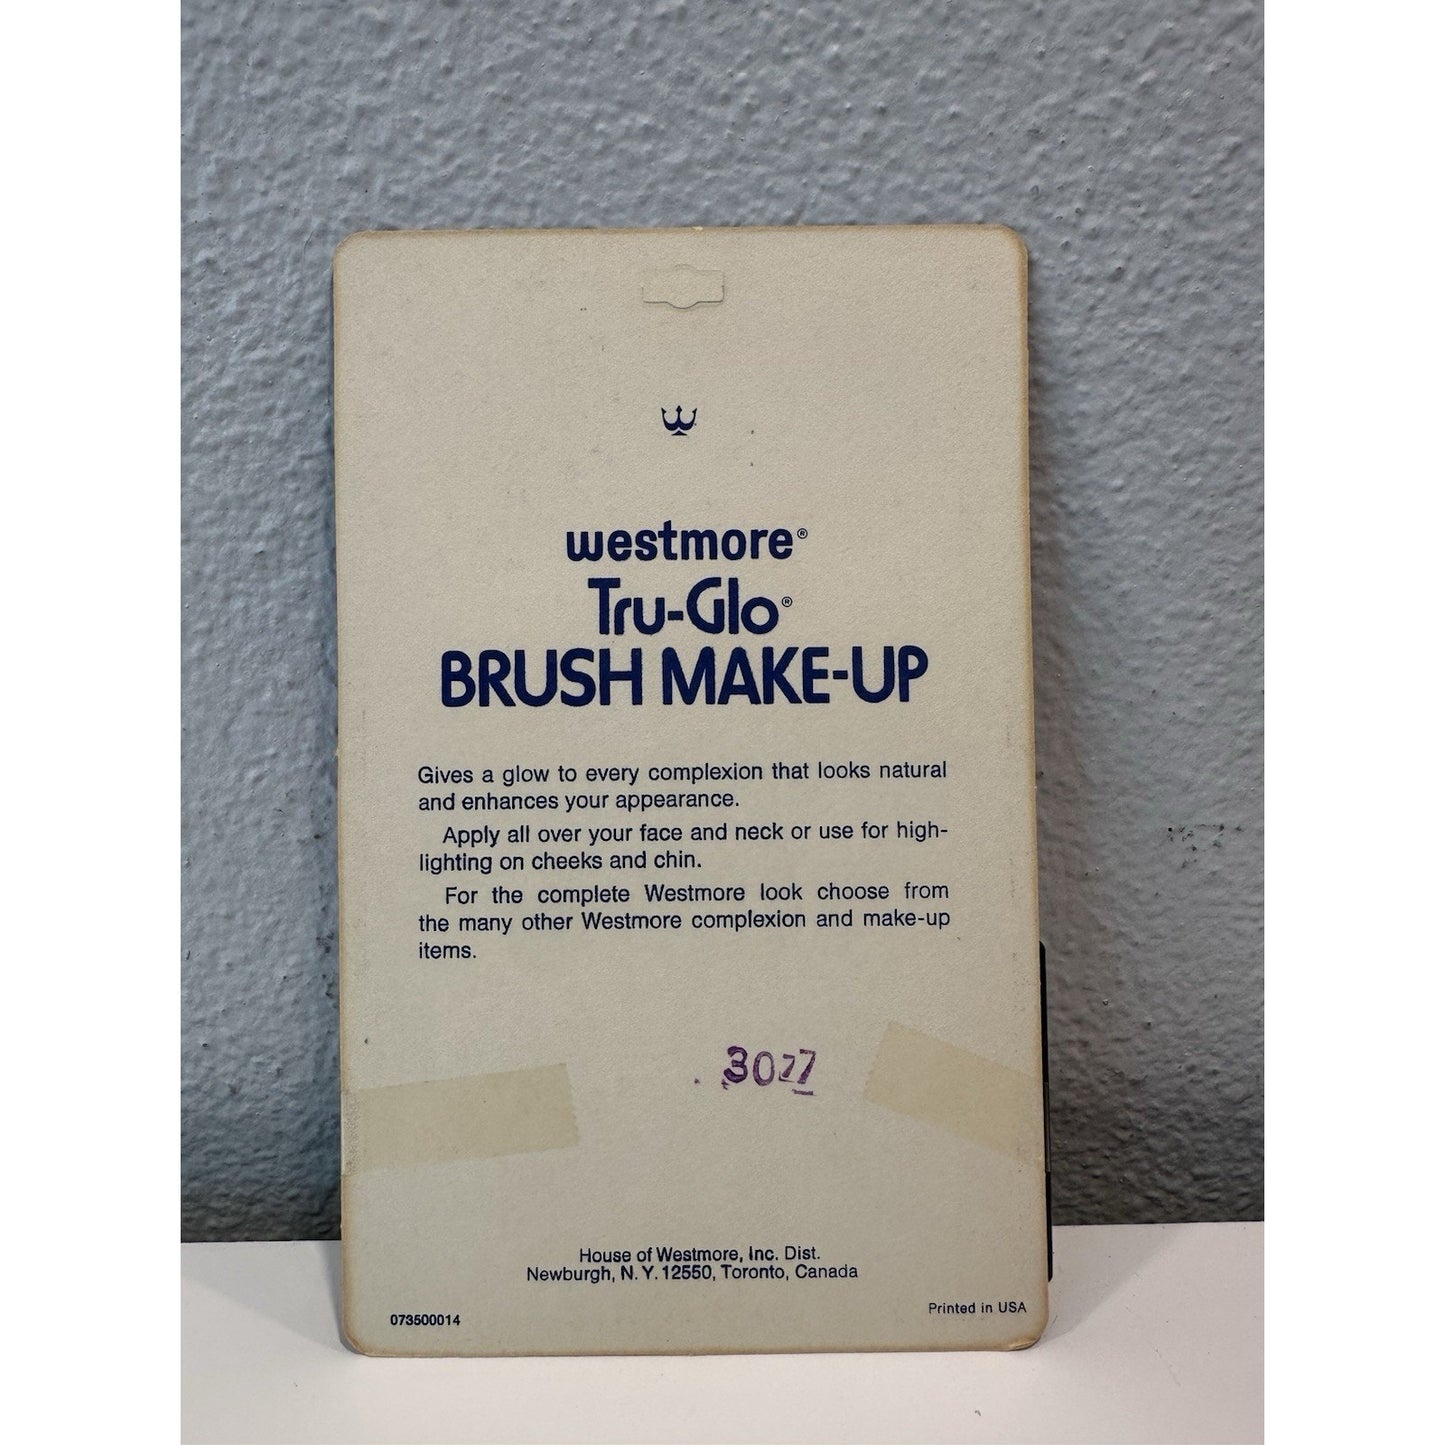 westmore®
Tru-Glo®
BRUSH MAKE-UP
Gives a glow to every complexion that looks natural
and enhances your appearance.
Apply all over your face and neck or use for high-
lighting on cheeks and chin.
For the complete Westmore look choose from
the many other Westmore complexion and make-up
items.
3077
House of Westmore, Inc. Dist.
Newburgh, N.Y. 12550, Toronto, Canada
Printed in USA
073500014